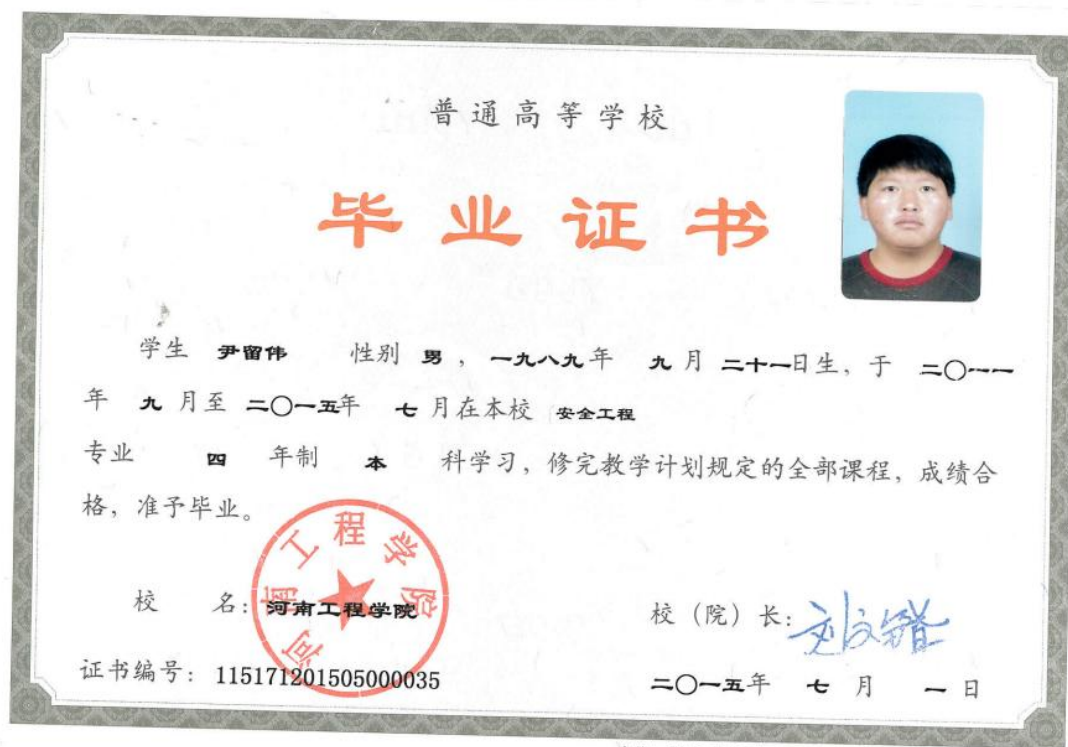 普通高等学校
毕业证书
学生 尹留伟 性别 男，一九八九年 九月二十一日生，于 二〇一一
年 九 月至 二〇一五年 七 月在本校 安全工程
专业 四 年制 本 科学习，修完教学计划规定的全部课程，成绩合
格，准予毕业。
河南工程学院
校 名：河南工程学院
校（院）长：
证书编号：115171201505000035
二〇一五年 七 月 一 日